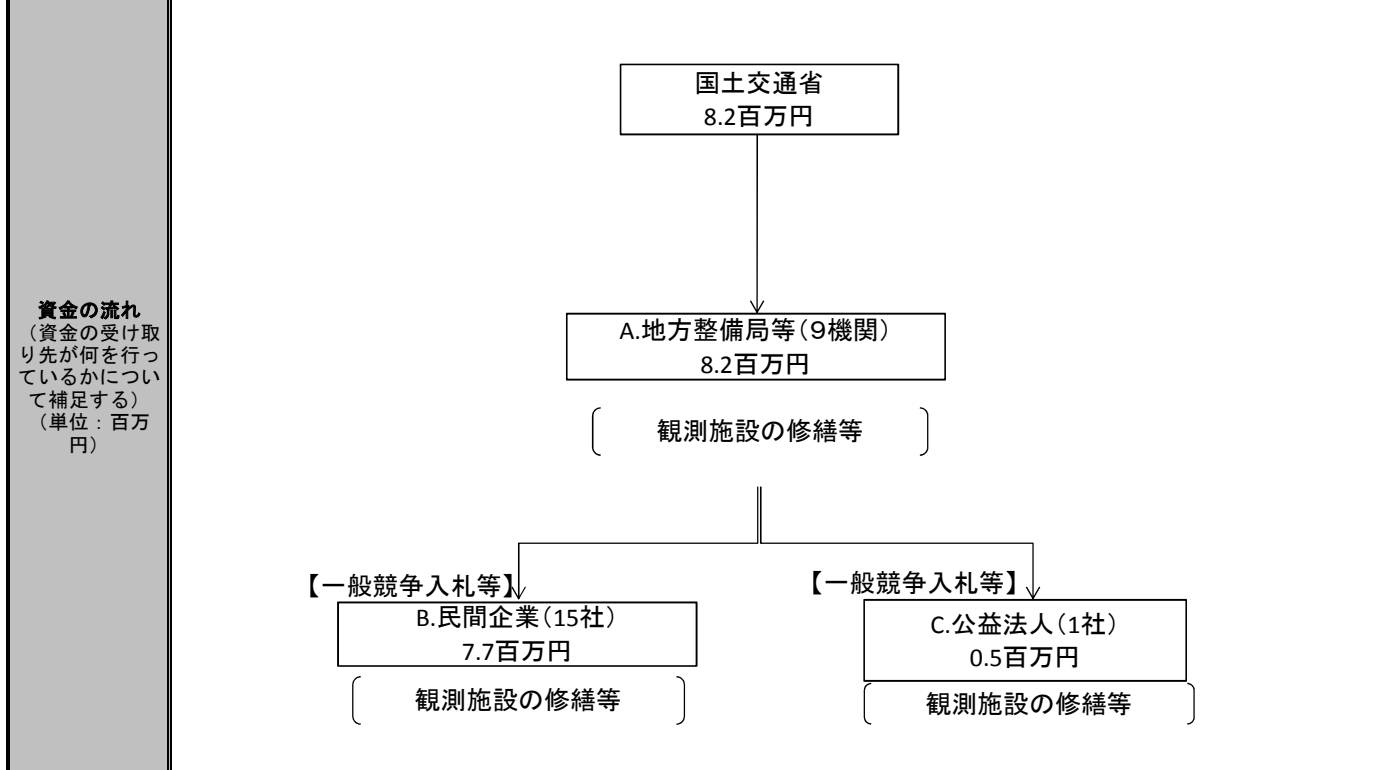 資金の流れ
（資金の受け取
り先が何を行っ
ているかについ
て補足する）
（単位：百万
円）
国土交通省
8.2百万円
A.地方整備局等（９機関）
8.2百万円
観測施設の修繕等
【一般競争入札等】
B.民間企業（15社）
7.7百万円
観測施設の修繕等
【一般競争入札等】
C.公益法人（1社）
0.5百万円
観測施設の修繕等